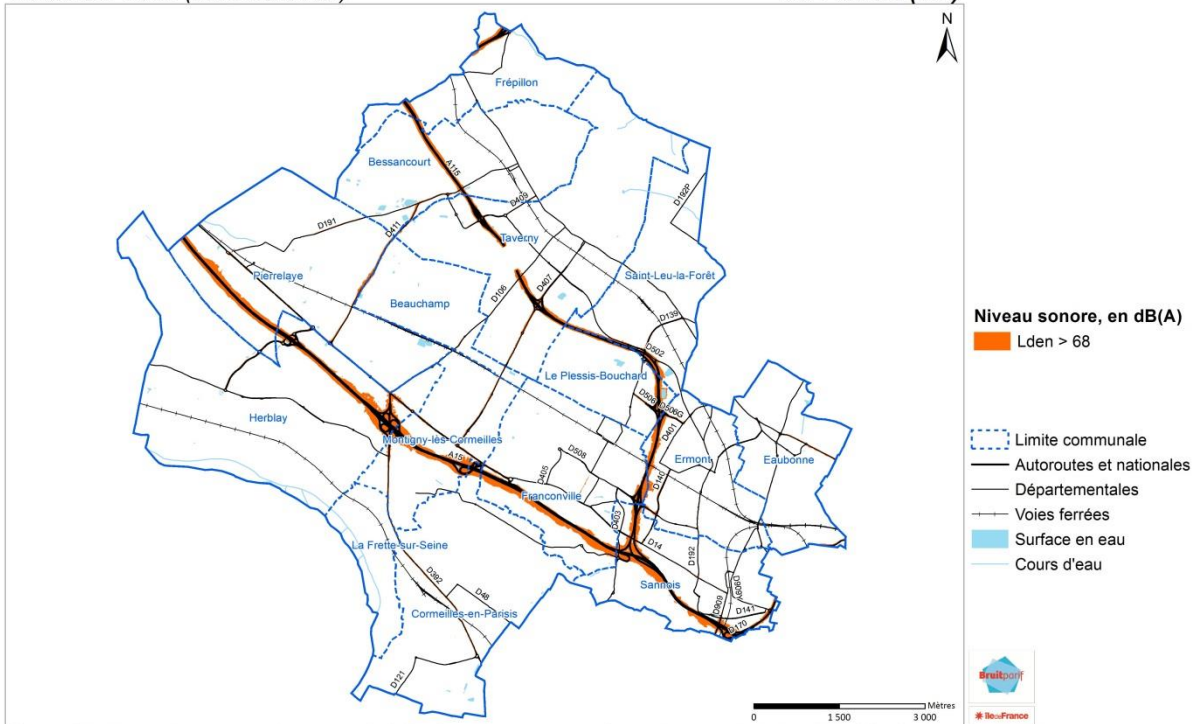 N
Frépillon
Bessancourt
A115
D409
D192P
D191
D411
Taverny
Pierrelaye
Saint-Leu-la-Forêt
D407
D106
Beauchamp
D139
D502
Le Plessis-Bouchard
D506
D506G
D401
Herblay
Montigny-lès-Cormeilles
A15
D508
Ermont
Eaubonne
D405
D140
Franconville
D403
D14
La Frette-sur-Seine
D192
Sannois
D392
D48
D909
D141
D170
Cormeilles-en-Parisis
D121
Mètres
0 1 500 3 000
Niveau sonore, en dB(A)
Lden > 68
Limite communale
Autoroutes et nationales
Départementales
Voies ferrées
Surface en eau
Cours d'eau
Bruitparif
île de France